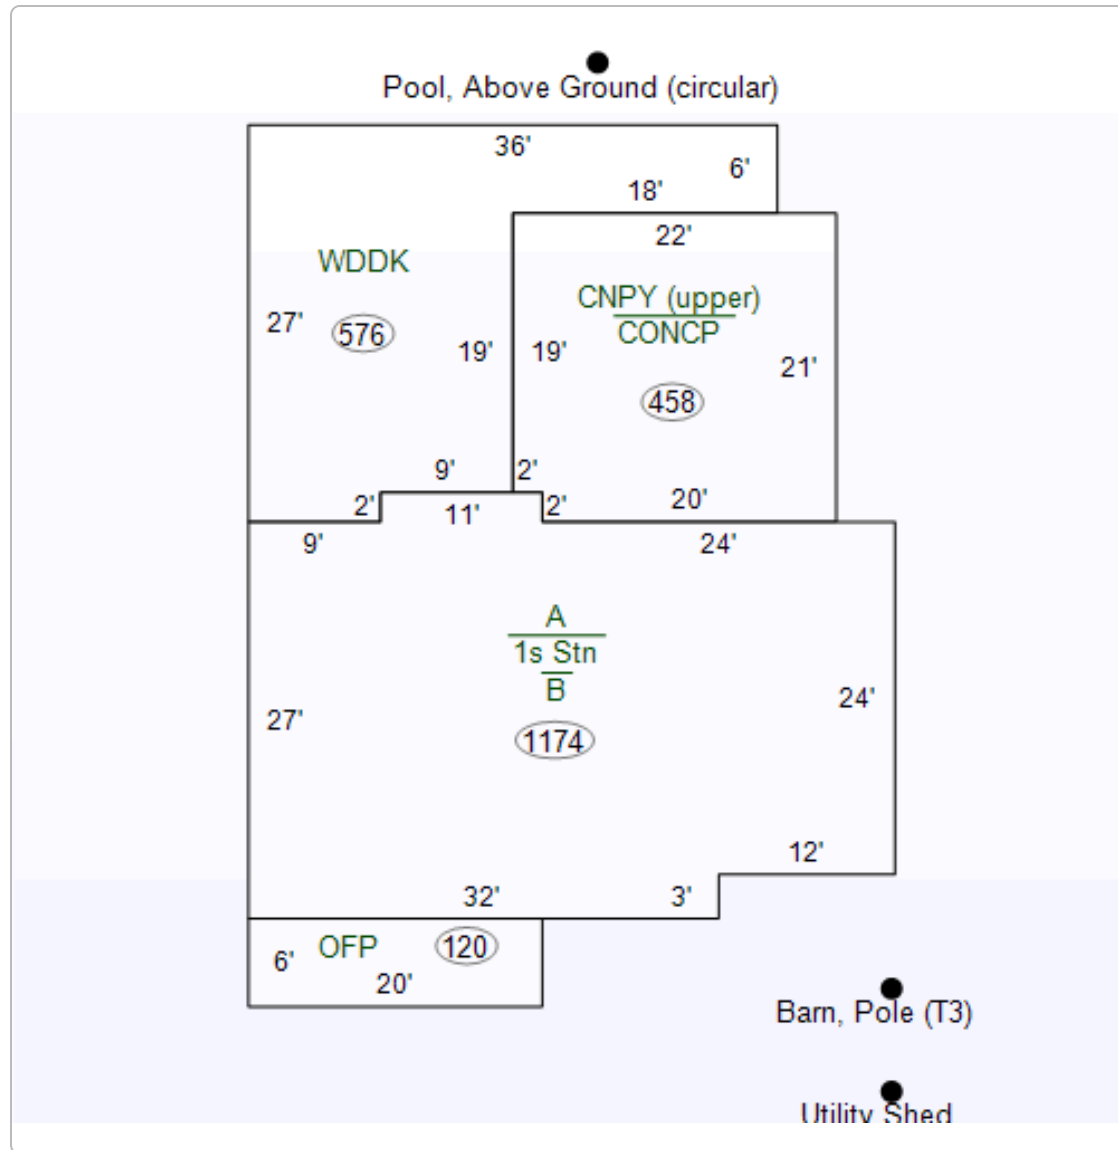 Pool, Above Ground (circular)
36'
6'
18'
22'
WDDK
CNPY (upper)
CONCP
27'
576
19'
19'
21'
458
9'
2'
2'
11'
2'
20'
9'
24'
A
1s Stn
B
27'
24'
1174
12'
32'
3'
OFP
120
6'
20'
Barn, Pole (T3)
Utility Shed